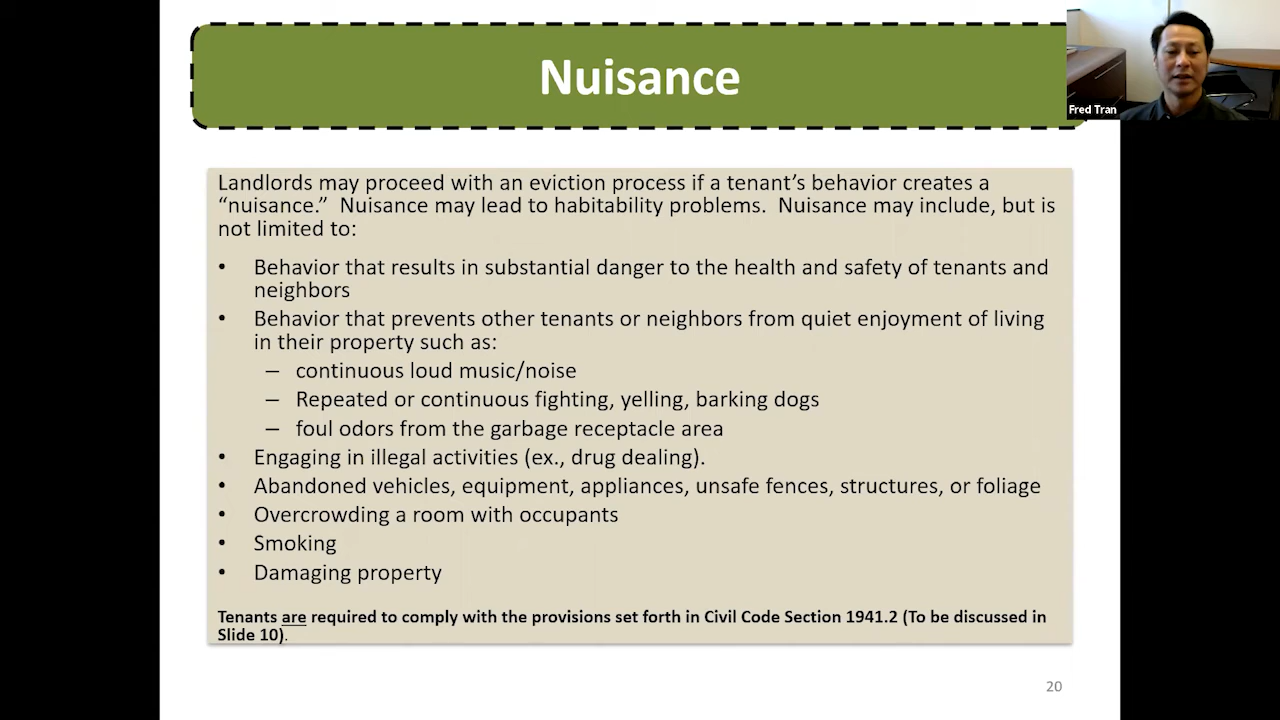 Nuisance
Fred Tran
Landlords may proceed with an eviction process if a tenant’s behavior creates a
“nuisance.”  Nuisance may lead to habitability problems.  Nuisance may include, but is
not limited to:
• Behavior that results in substantial danger to the health and safety of tenants and
neighbors
• Behavior that prevents other tenants or neighbors from quiet enjoyment of living
in their property such as:
– continuous loud music/noise
– Repeated or continuous fighting, yelling, barking dogs
– foul odors from the garbage receptacle area
• Engaging in illegal activities (ex., drug dealing).
• Abandoned vehicles, equipment, appliances, unsafe fences, structures, or foliage
• Overcrowding a room with occupants
• Smoking
• Damaging property
Tenants are required to comply with the provisions set forth in Civil Code Section 1941.2 (To be discussed in
Slide 10).
20